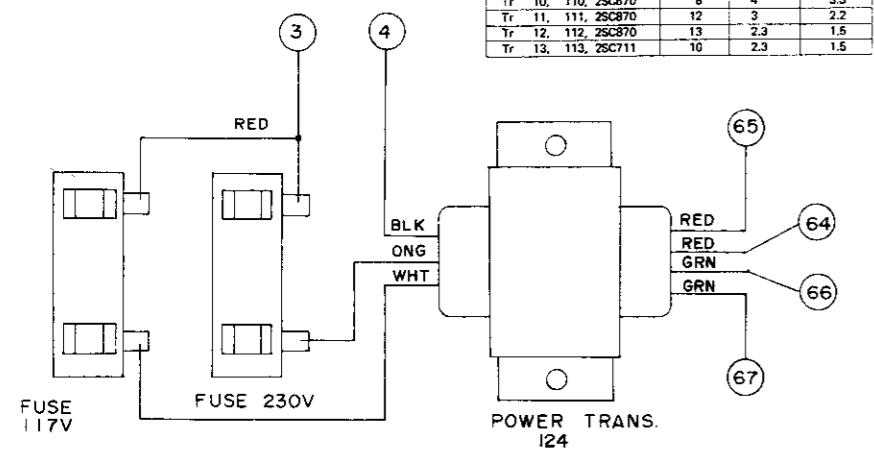 Tr 10, 110, 2SC870 8 4 3.3
Tr 11, 111, 2SC870 12 3 2.2
Tr 12, 112, 2SC870 13 2.3 1.5
Tr 13, 113, 2SC711 10 2.3 1.5
3
4
RED
65
BLK
ONG
WHT
RED
RED
GRN
GRN
64
66
67
FUSE
117V
FUSE 230V
POWER TRANS.
124